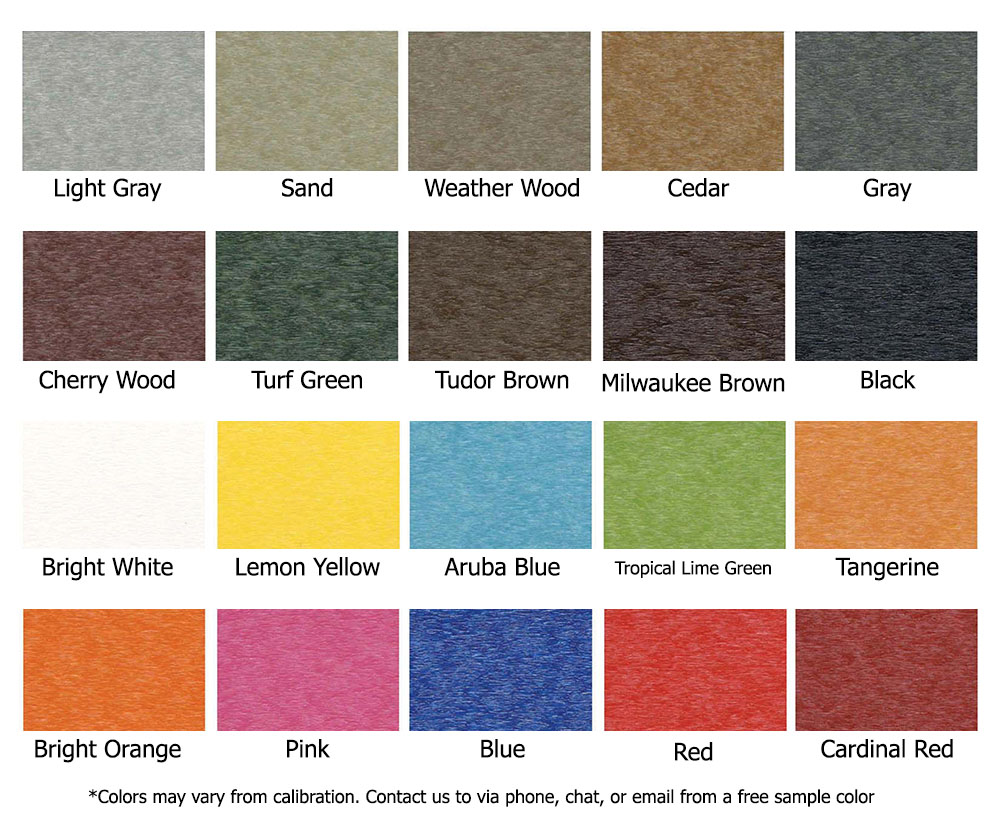 Light Gray Sand Weather Wood Cedar Gray
Cherry Wood Turf Green Tudor Brown Milwaukee Brown Black
Bright White Lemon Yellow Aruba Blue Tropical Lime Green Tangerine
Bright Orange Pink Blue Red Cardinal Red
*Colors may vary from calibration. Contact us to via phone, chat, or email from a free sample color